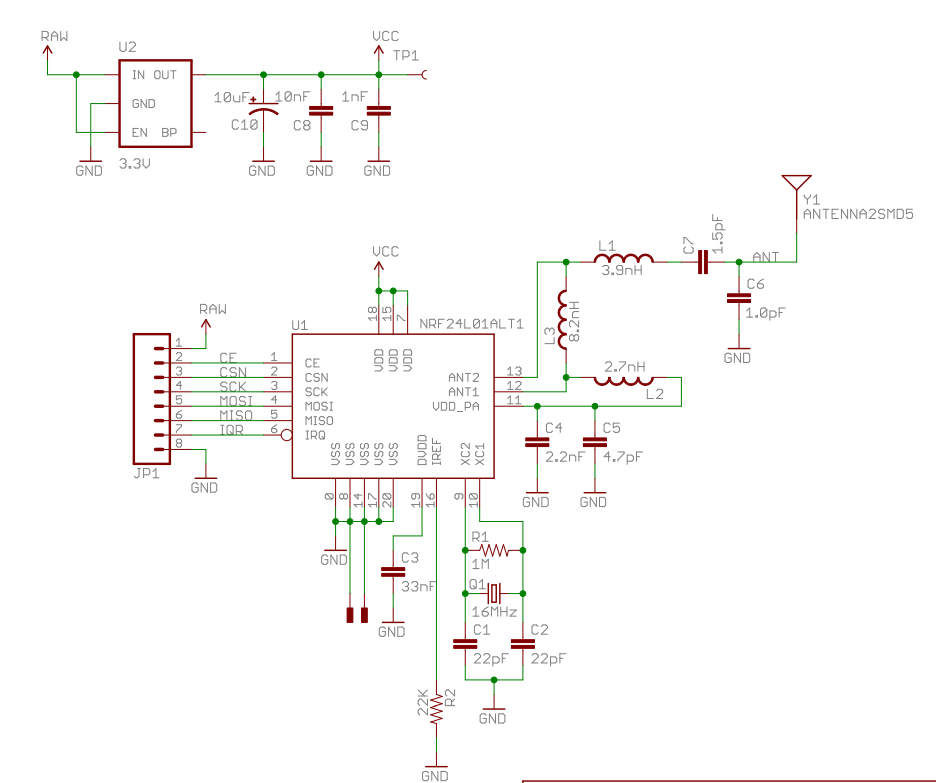 RAW
U2
VCC
TP1
IN OUT
GND
EN BP
3.3V
GND
10uF
+
C10
GND
10nF
C8
GND
1nF
C9
GND
Y1
ANTENNA2SMD5
L1
3.9nH
C7
1.5pF
ANT
C6
1.0pF
GND
L3
8.2nH
2.7nH
L2
VCC
18
15
7
U1
NRF24L01ALT1
VDD
VDD
VDD
RAW
1
2
3
4
5
6
7
8
JP1
GND
CE
CSN
SCK
MOSI
MISO
IQR
1
2
3
4
5
6
CE
CSN
SCK
MOSI
MISO
IRQ
ANT2
ANT1
VDD_PA
13
12
11
VSS
VSS
VSS
VSS
VSS
DVDD
IREF
XC2
XC1
0
8
14
17
20
19
16
9
10
C4
2.2nF
GND
C5
4.7pF
GND
GND
C3
33nF
GND
R1
1M
Q1
16MHz
C1
22pF
C2
22pF
GND
22K
R2
GND